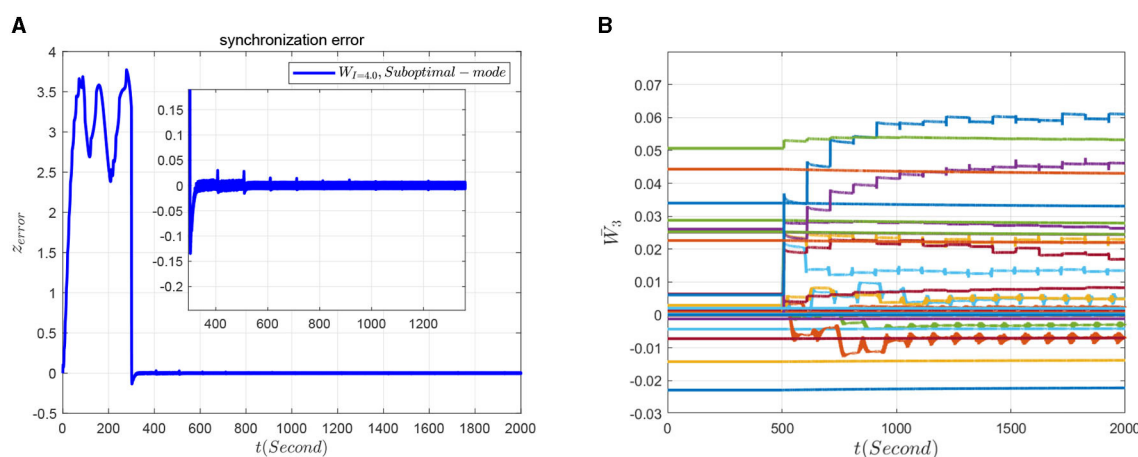 A
synchronization error
z_error
4
3.5
3
2.5
2
1.5
1
0.5
0
-0.5
W_{I=4.0}, Suboptimal − mode
0.15
0.1
0.05
0
-0.05
-0.1
-0.15
-0.2
400 600 800 1000 1200
0 200 400 600 800 1000 1200 1400 1600 1800 2000
t(Second)
B
W̄_3
0.07
0.06
0.05
0.04
0.03
0.02
0.01
0
-0.01
-0.02
-0.03
0 500 1000 1500 2000
t(Second)